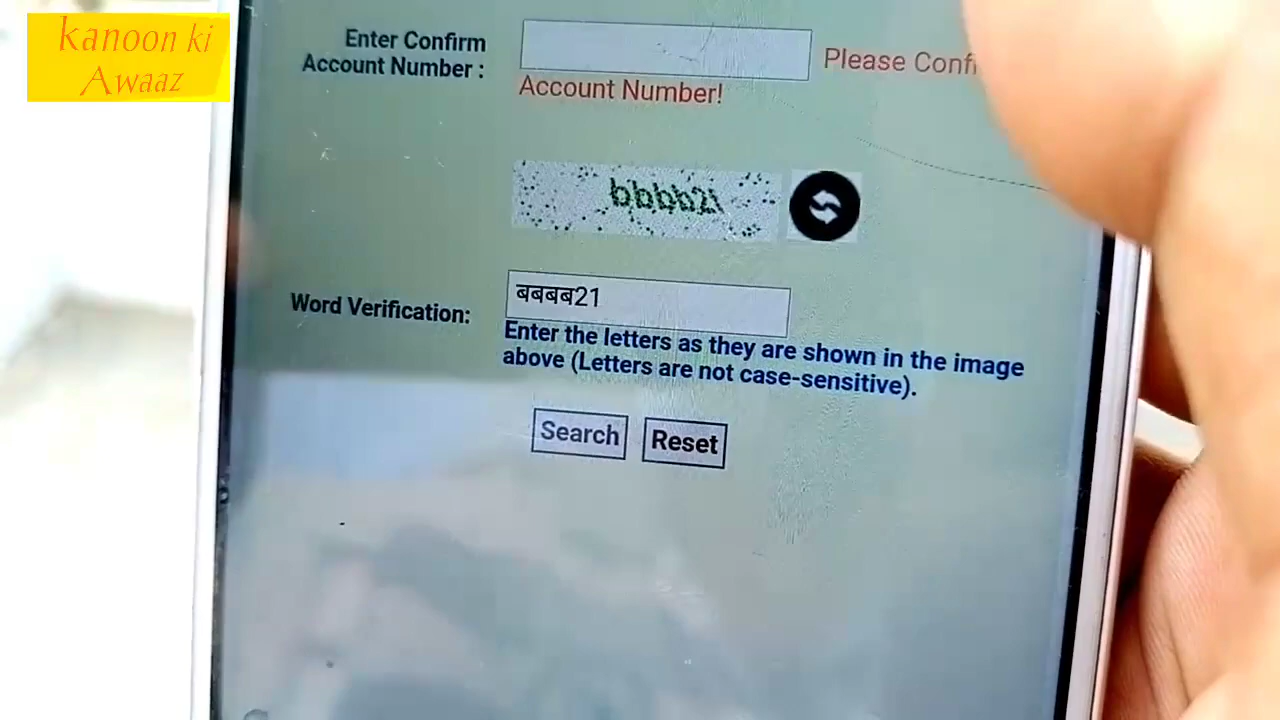 kanoon ki
Awaaz
Enter Confirm
Account Number :
Please Conf
Account Number!
bbbb21
Word Verification:
बबबब21
Enter the letters as they are shown in the image
above (Letters are not case-sensitive).
Search
Reset